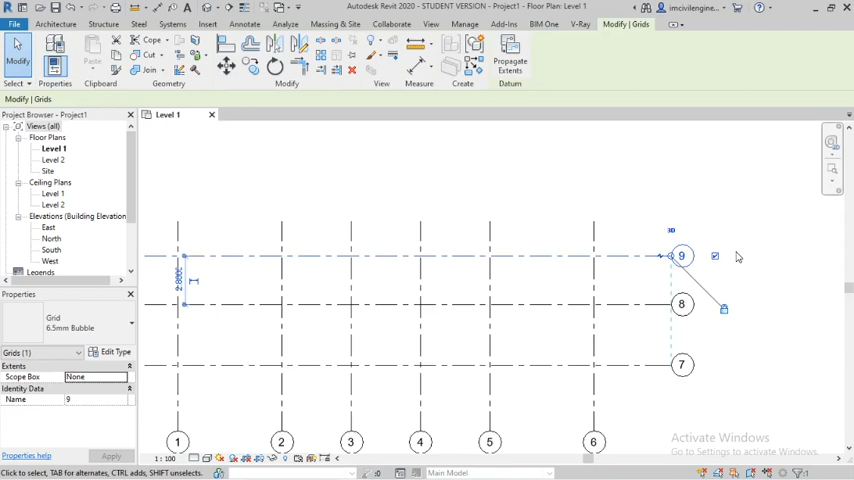 Autodesk Revit 2020 - STUDENT VERSION - Project1 - Floor Plan: Level 1
imcivilengine...
File Architecture Structure Steel Systems Insert Annotate Analyze Massing & Site Collaborate View Manage Add-Ins BIM One V-Ray Modify | Grids
Modify
Paste
Cope
Cut
Join
Propagate
Extents
Select Properties Clipboard Geometry Modify View Measure Create Datum
Modify | Grids
Project Browser - Project1
Level 1
Views (all)
Floor Plans
Level 1
Level 2
Site
Ceiling Plans
Level 1
Level 2
Elevations (Building Elevation
East
North
South
West
Legends
Properties
Grid
6.5mm Bubble
Grids (1)
Edit Type
Extents
Scope Box None
Identity Data
Name 9
Properties help
Apply
3D
9
2.8000
8
7
1 2 3 4 5 6
Activate Windows
Go to Settings to activate Windows.
1 : 100
Click to select, TAB for alternates, CTRL adds, SHIFT unselects.
:0
Main Model
:1